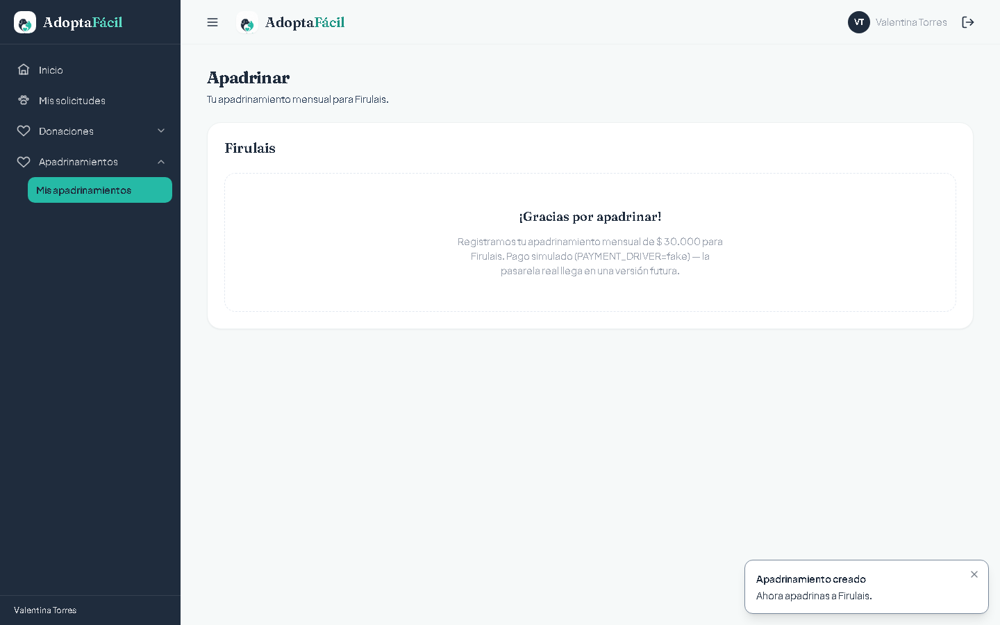 AdoptaFácil
Inicio
Mis solicitudes
Donaciones
Apadrinamientos
Mis apadrinamientos
Valentina Torres
AdoptaFácil
VT Valentina Torres
Apadrinar
Tu apadrinamiento mensual para Firulais.
Firulais
¡Gracias por apadrinar!
Registramos tu apadrinamiento mensual de $ 30.000 para
Firulais. Pago simulado (PAYMENT_DRIVER=fake) — la
pasarela real llega en una versión futura.
Apadrinamiento creado
Ahora apadrinas a Firulais.